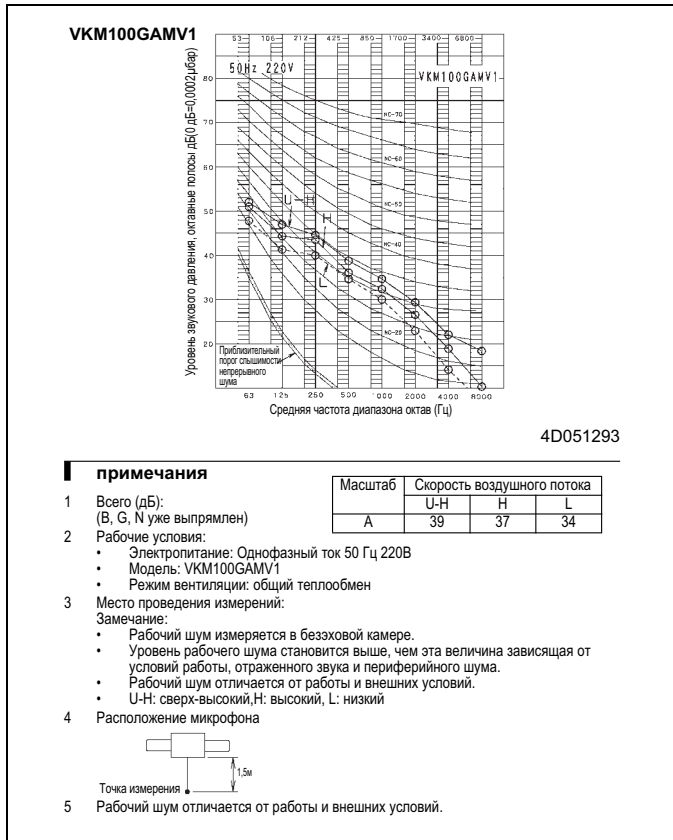 VKM100GAMV1
53 106 212 425 850 1700 3400 6800
50Hz 220V
VKM100GAMV1
80
70
60
50
40
30
20
NC-70
NC-60
NC-50
NC-40
NC-20
U-H
H
L
Уровень звукового давления, октавные полосы дБ(0 дБ=0,0002µбар)
Приблизительный
порог слышимости
непрерывного
шума
63 125 250 500 1000 2000 4000 8000
Средняя частота диапазона октав (Гц)
4D051293
примечания
Масштаб Скорость воздушного потока
U-H H L
A 39 37 34
1 Всего (дБ):
(B, G, N уже выпрямлен)
2 Рабочие условия:
• Электропитание: Однофазный ток 50 Гц 220В
• Модель: VKM100GAMV1
• Режим вентиляции: общий теплообмен
3 Место проведения измерений:
Замечание:
• Рабочий шум измеряется в безэховой камере.
• Уровень рабочего шума становится выше, чем эта величина зависящая от
условий работы, отраженного звука и периферийного шума.
• Рабочий шум отличается от работы и внешних условий.
• U-H: сверх-высокий,H: высокий, L: низкий
4 Расположение микрофона
1,5м
Точка измерения
5 Рабочий шум отличается от работы и внешних условий.